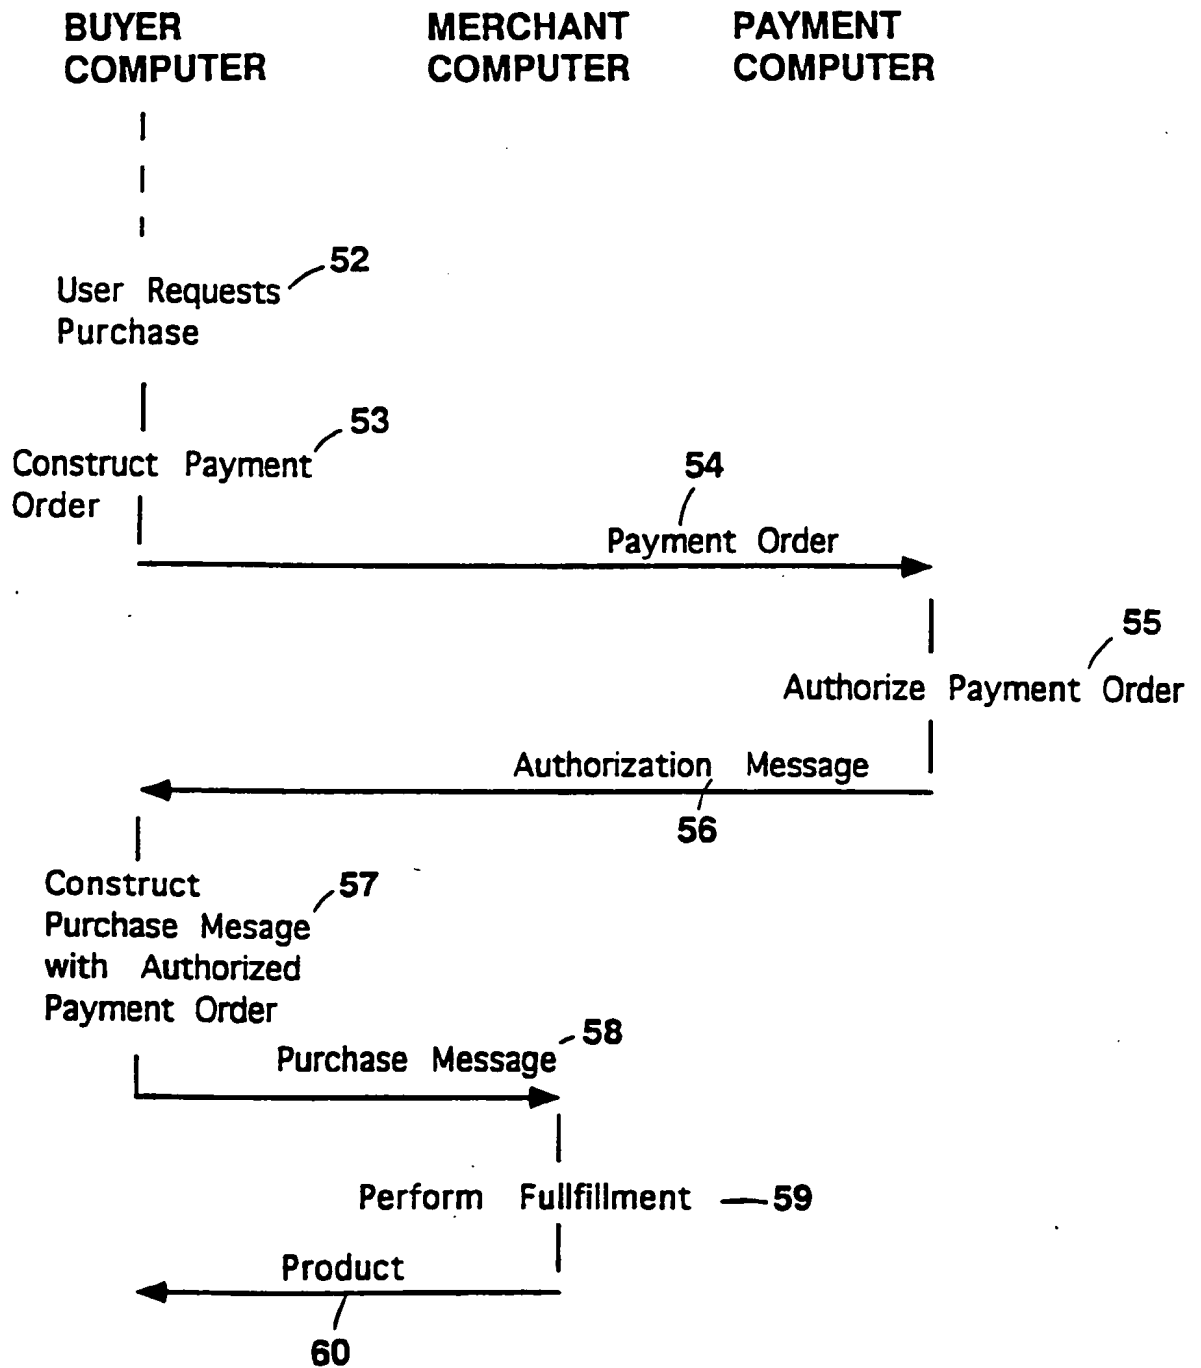 BUYER COMPUTER
MERCHANT COMPUTER
PAYMENT COMPUTER
52
User Requests
Purchase
53
Construct Payment
Order
54
Payment Order
55
Authorize Payment Order
Authorization Message
56
Construct
57
Purchase Mesage
with Authorized
Payment Order
58
Purchase Message
Perform Fullfillment
59
Product
60